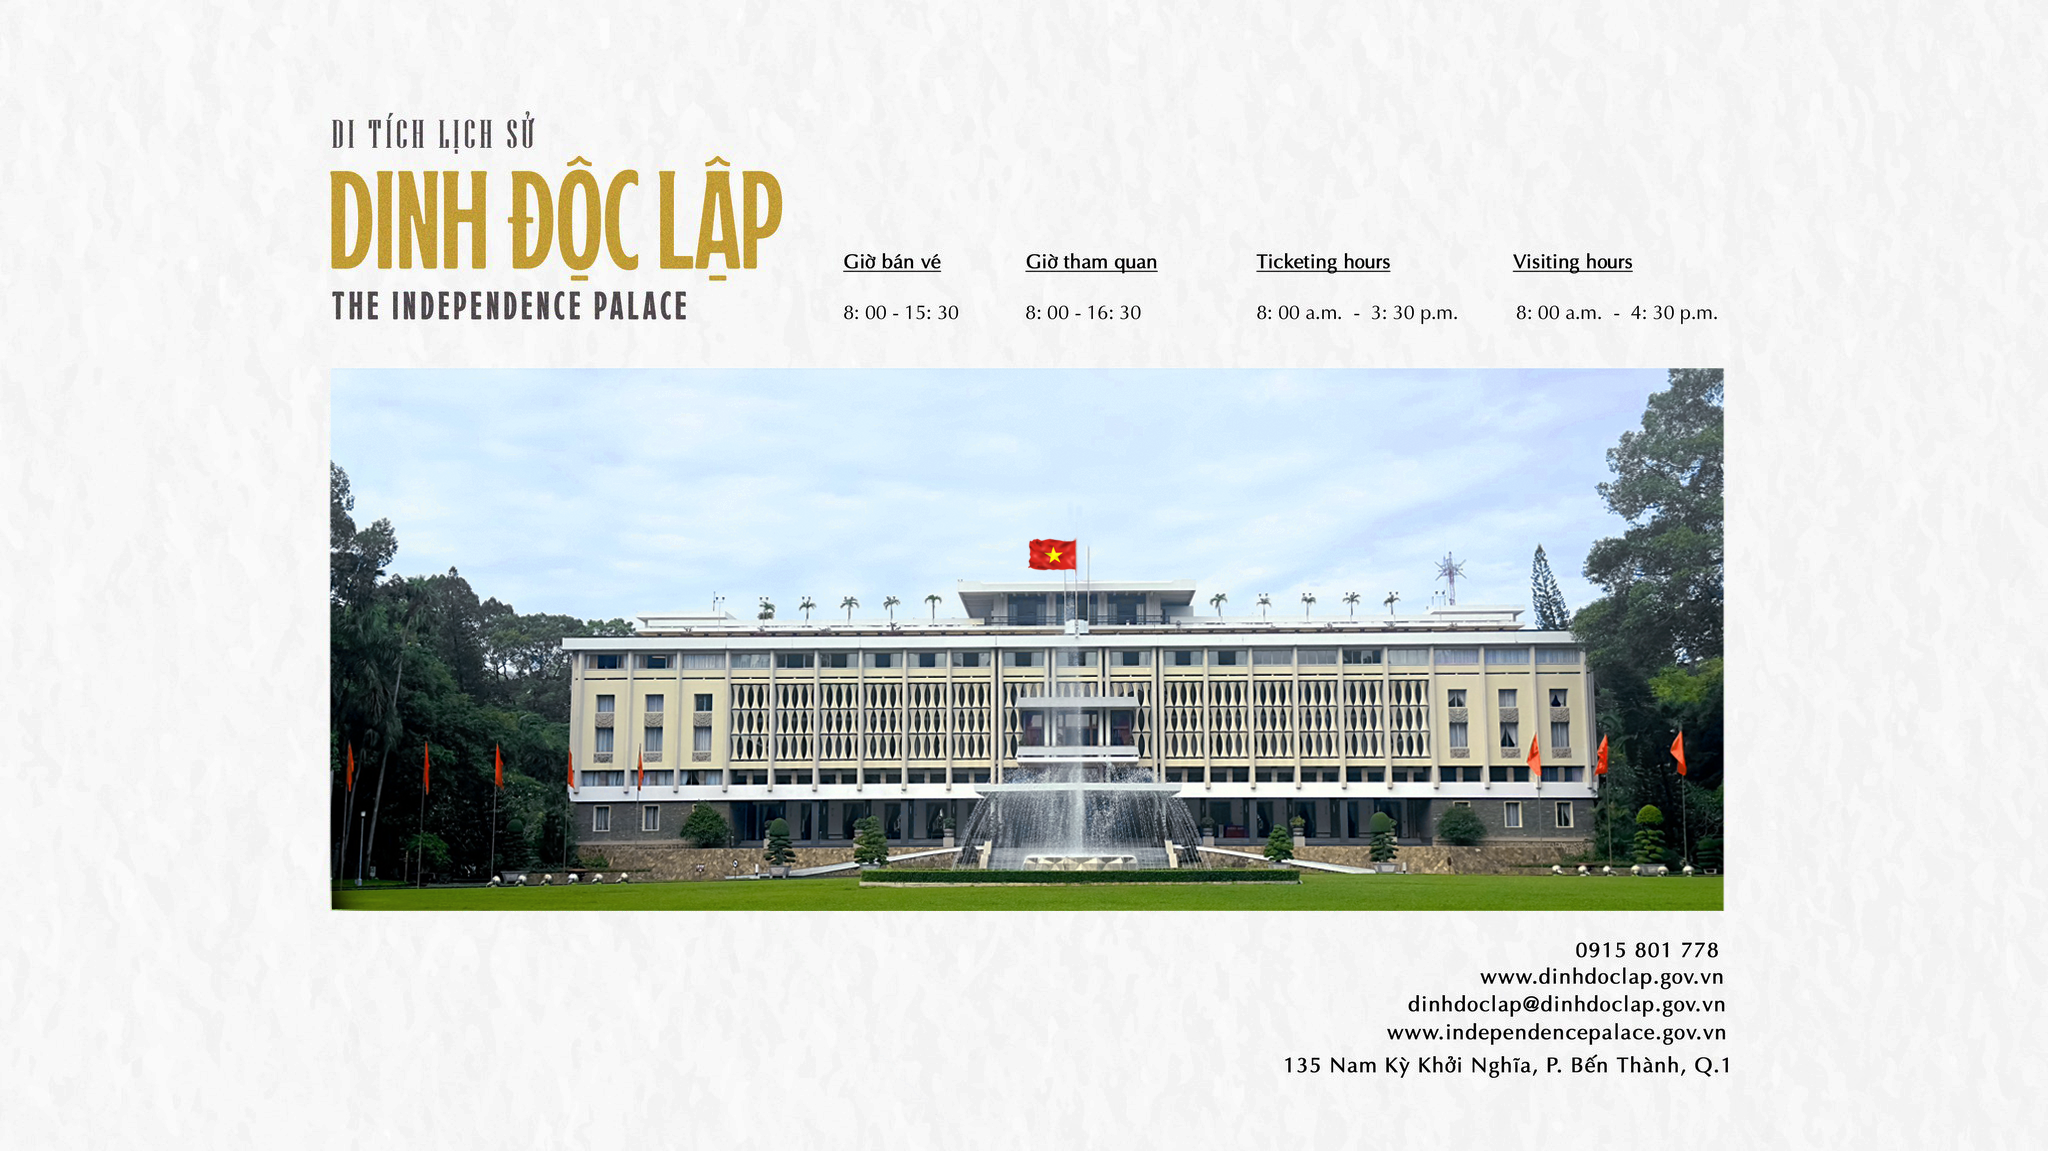 DI TÍCH LỊCH SỬ
DINH ĐỘC LẬP
THE INDEPENDENCE PALACE
Giờ bán vé
8: 00 - 15: 30
Giờ tham quan
8: 00 - 16: 30
Ticketing hours
8: 00 a.m. - 3: 30 p.m.
Visiting hours
8: 00 a.m. - 4: 30 p.m.
0915 801 778
www.dinhdoclap.gov.vn
dinhdoclap@dinhdoclap.gov.vn
www.independencepalace.gov.vn
135 Nam Kỳ Khởi Nghĩa, P. Bến Thành, Q.1